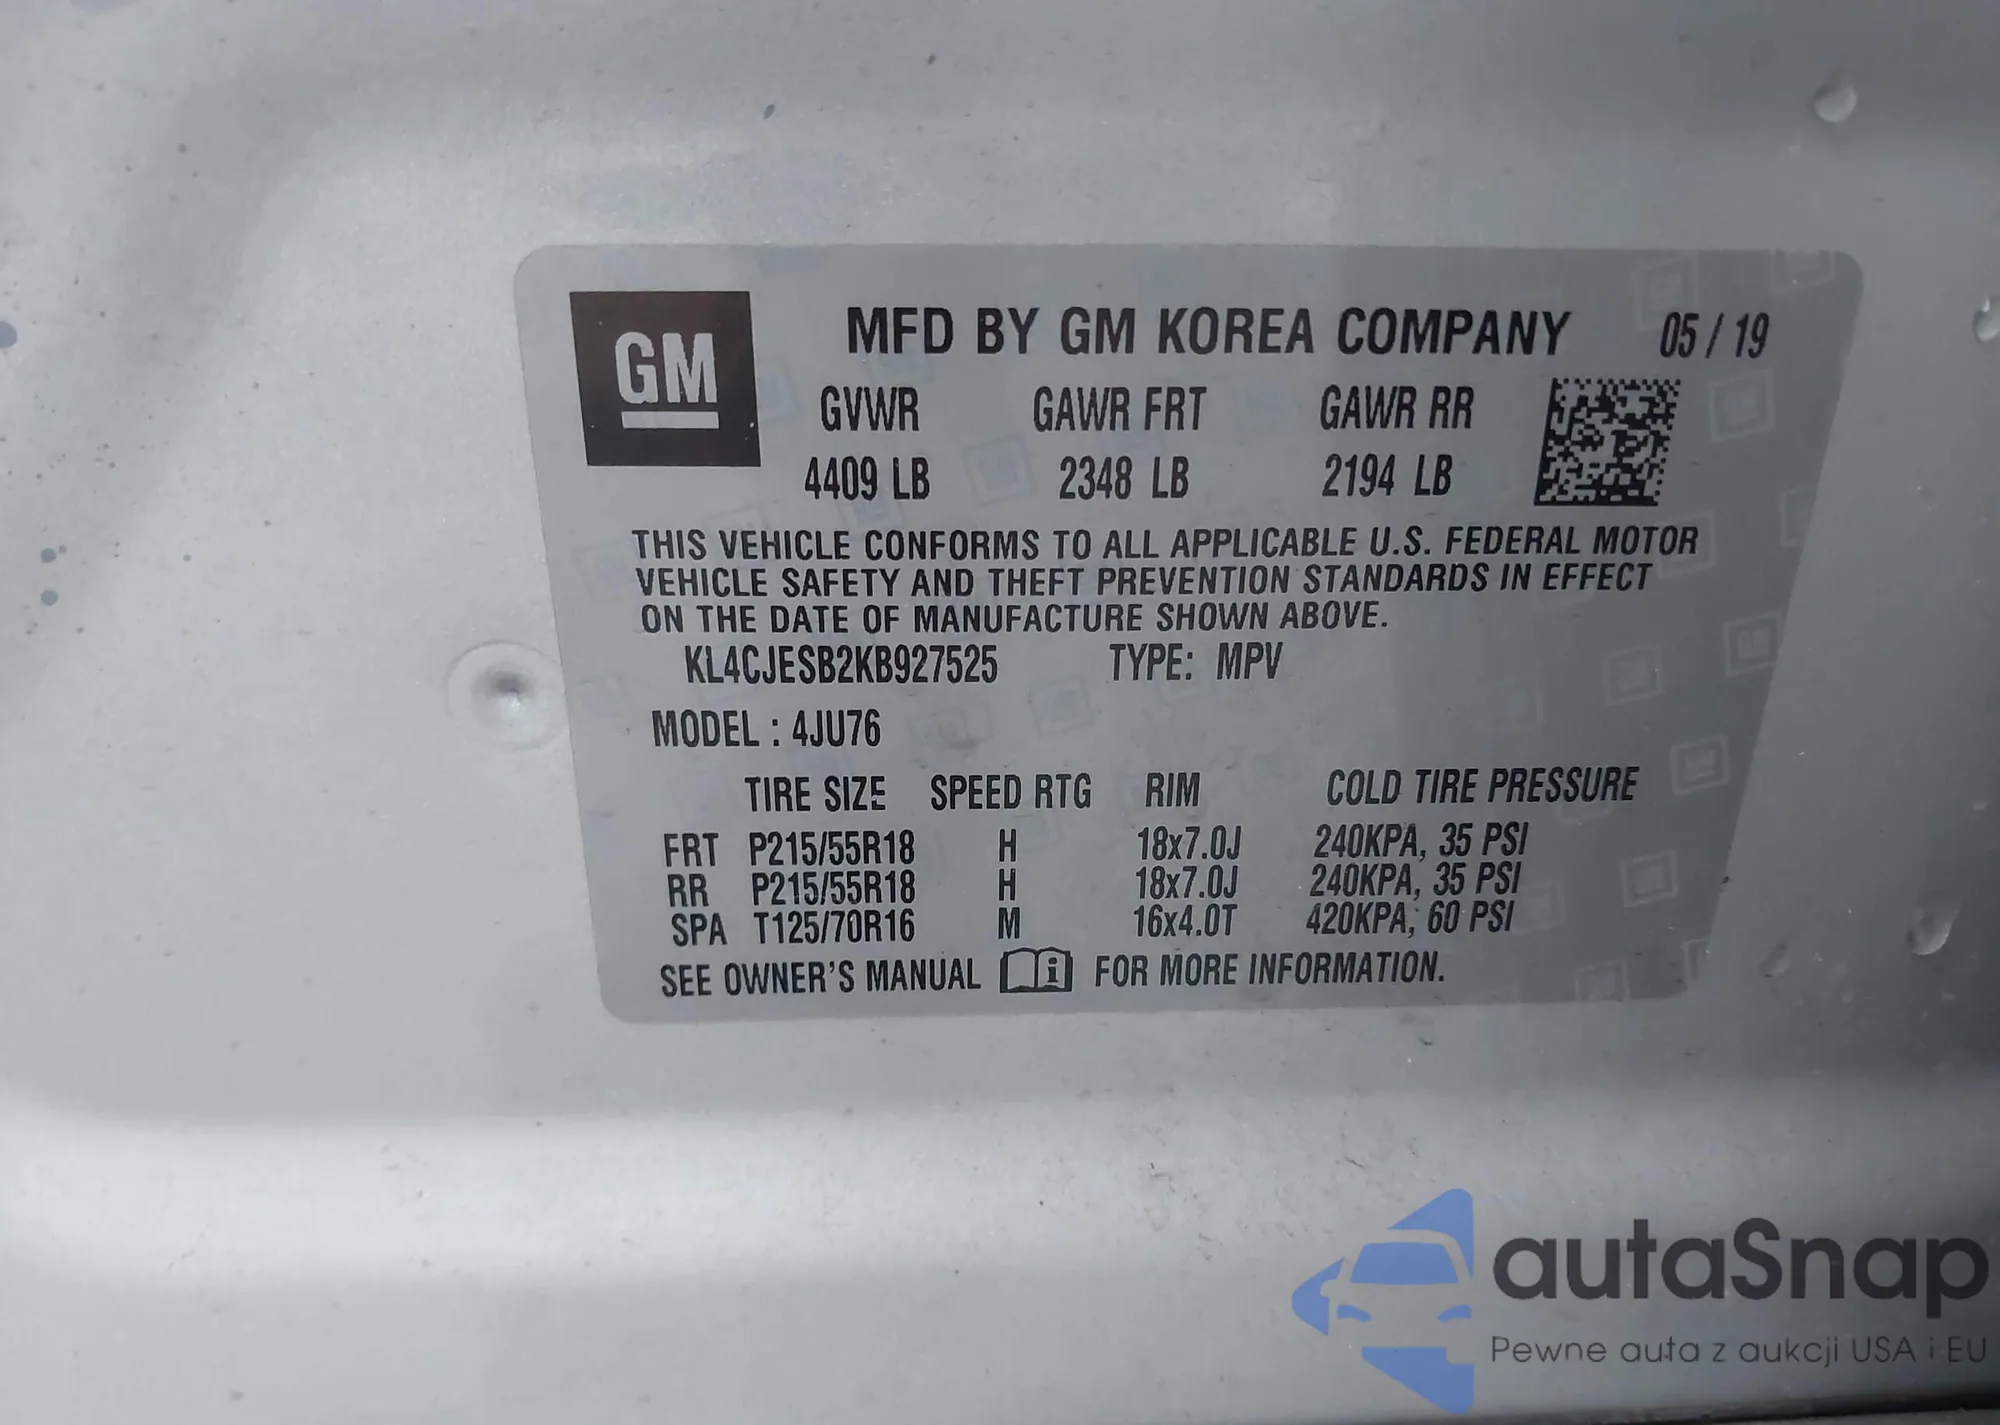 GM
MFD BY GM KOREA COMPANY 05 / 19
GVWR GAWR FRT GAWR RR
4409 LB 2348 LB 2194 LB
THIS VEHICLE CONFORMS TO ALL APPLICABLE U.S. FEDERAL MOTOR
VEHICLE SAFETY AND THEFT PREVENTION STANDARDS IN EFFECT
ON THE DATE OF MANUFACTURE SHOWN ABOVE.
KL4CJESB2KB927525 TYPE: MPV
MODEL : 4JU76
TIRE SIZE SPEED RTG RIM COLD TIRE PRESSURE
FRT P215/55R18 H 18x7.0J 240KPA, 35 PSI
RR P215/55R18 H 18x7.0J 240KPA, 35 PSI
SPA T125/70R16 M 16x4.0T 420KPA, 60 PSI
SEE OWNER'S MANUAL i FOR MORE INFORMATION.
autaSnap
Pewne auta z aukcji USA i EU